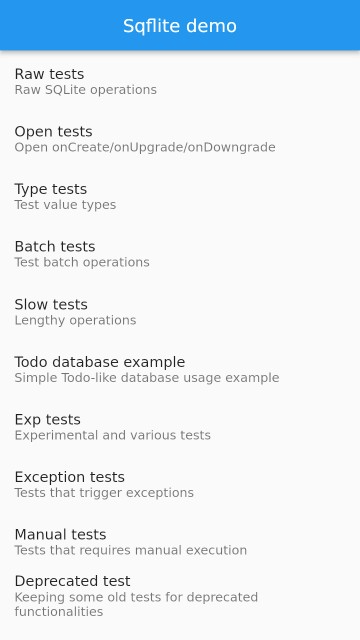 Sqflite demo
Raw tests
Raw SQLite operations
Open tests
Open onCreate/onUpgrade/onDowngrade
Type tests
Test value types
Batch tests
Test batch operations
Slow tests
Lengthy operations
Todo database example
Simple Todo-like database usage example
Exp tests
Experimental and various tests
Exception tests
Tests that trigger exceptions
Manual tests
Tests that requires manual execution
Deprecated test
Keeping some old tests for deprecated
functionalities